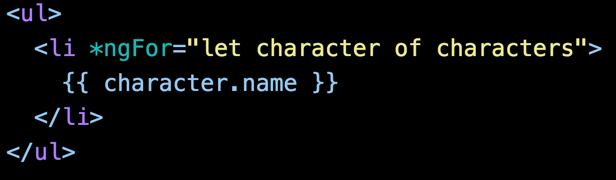 <ul>
  <li *ngFor="let character of characters">
    {{ character.name }}
  </li>
</ul>